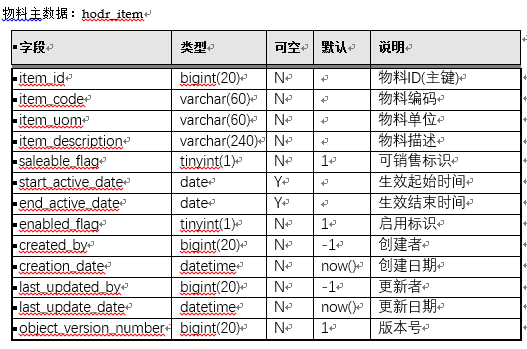 物料主数据：hodr_item
字段 类型 可空 默认 说明
item_id bigint(20) N 物料ID(主键)
item_code varchar(60) N 物料编码
item_uom varchar(60) N 物料单位
item_description varchar(240) N 物料描述
saleable_flag tinyint(1) N 1 可销售标识
start_active_date date Y 生效起始时间
end_active_date date Y 生效结束时间
enabled_flag tinyint(1) N 1 启用标识
created_by bigint(20) N -1 创建者
creation_date datetime N now() 创建日期
last_updated_by bigint(20) N -1 更新者
last_update_date datetime N now() 更新日期
object_version_number bigint(20) N 1 版本号